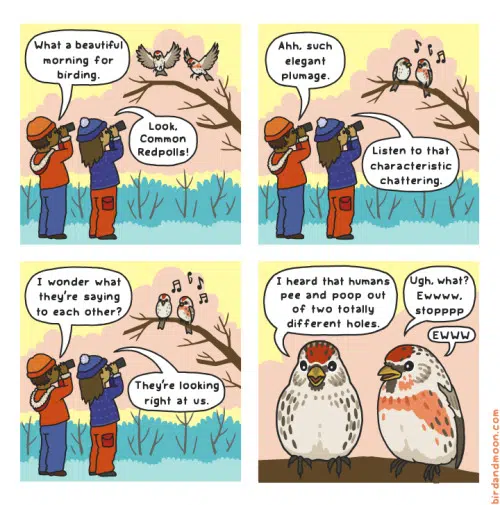 What a beautiful
morning for
birding.
Look,
Common
Redpolls!
Ahh, such
elegant
plumage.
Listen to that
characteristic
chattering.
I wonder what
they're saying
to each other?
They're looking
right at us.
I heard that humans
pee and poop out
of two totally
different holes.
Ugh, what?
Ewwww,
stopppp
EWWW
birdandmoon.com